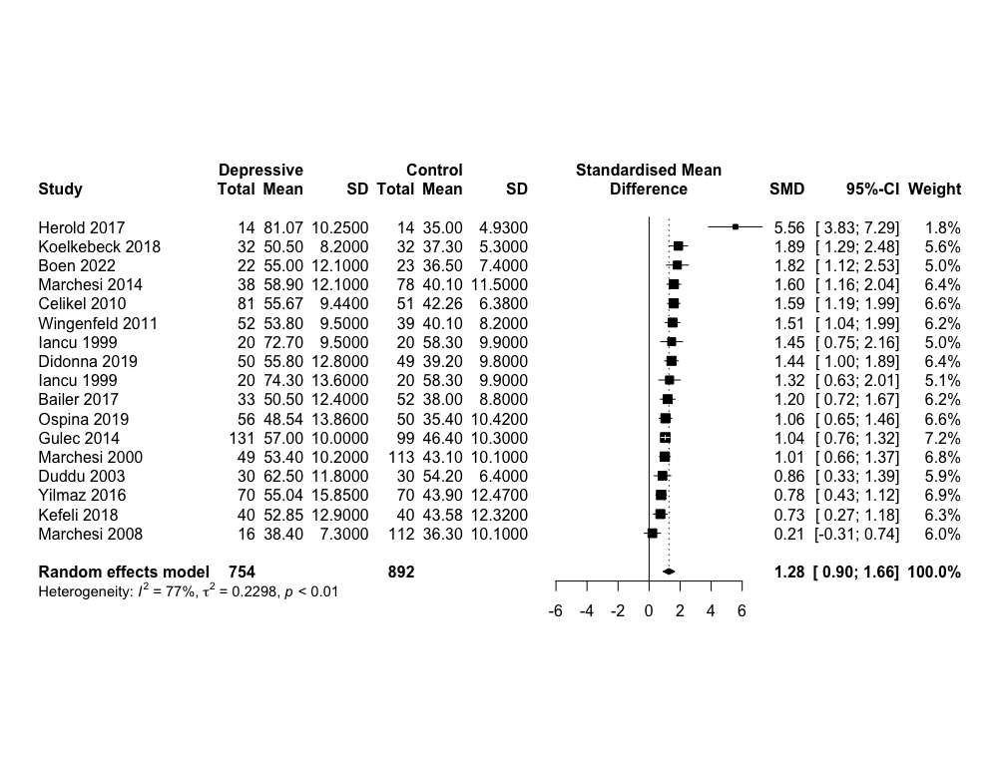 Depressive Control Standardised Mean
Study Total Mean SD Total Mean SD Difference SMD 95%-CI Weight
Herold 2017 14 81.07 10.2500 14 35.00 4.9300 5.56 [ 3.83; 7.29] 1.8%
Koelkebeck 2018 32 50.50 8.2000 32 37.30 5.3000 1.89 [ 1.29; 2.48] 5.6%
Boen 2022 22 55.00 12.1000 23 36.50 7.4000 1.82 [ 1.12; 2.53] 5.0%
Marchesi 2014 38 58.90 12.1000 78 40.10 11.5000 1.60 [ 1.16; 2.04] 6.4%
Celikel 2010 81 55.67 9.4400 51 42.26 6.3800 1.59 [ 1.19; 1.99] 6.6%
Wingenfeld 2011 52 53.80 9.5000 39 40.10 8.2000 1.51 [ 1.04; 1.99] 6.2%
Iancu 1999 20 72.70 9.5000 20 58.30 9.9000 1.45 [ 0.75; 2.16] 5.0%
Didonna 2019 50 55.80 12.8000 49 39.20 9.8000 1.44 [ 1.00; 1.89] 6.4%
Iancu 1999 20 74.30 13.6000 20 58.30 9.9000 1.32 [ 0.63; 2.01] 5.1%
Bailer 2017 33 50.50 12.4000 52 38.00 8.8000 1.20 [ 0.72; 1.67] 6.2%
Ospina 2019 56 48.54 13.8600 50 35.40 10.4200 1.06 [ 0.65; 1.46] 6.6%
Gulec 2014 131 57.00 10.0000 99 46.40 10.3000 1.04 [ 0.76; 1.32] 7.2%
Marchesi 2000 49 53.40 10.2000 113 43.10 10.1000 1.01 [ 0.66; 1.37] 6.8%
Duddu 2003 30 62.50 11.8000 30 54.20 6.4000 0.86 [ 0.33; 1.39] 5.9%
Yilmaz 2016 70 55.04 15.8500 70 43.90 12.4700 0.78 [ 0.43; 1.12] 6.9%
Kefeli 2018 40 52.85 12.9000 40 43.58 12.3200 0.73 [ 0.27; 1.18] 6.3%
Marchesi 2008 16 38.40 7.3000 112 36.30 10.1000 0.21 [-0.31; 0.74] 6.0%
Random effects model 754 892 1.28 [ 0.90; 1.66] 100.0%
Heterogeneity: I² = 77%, τ² = 0.2298, p < 0.01
-6 -4 -2 0 2 4 6